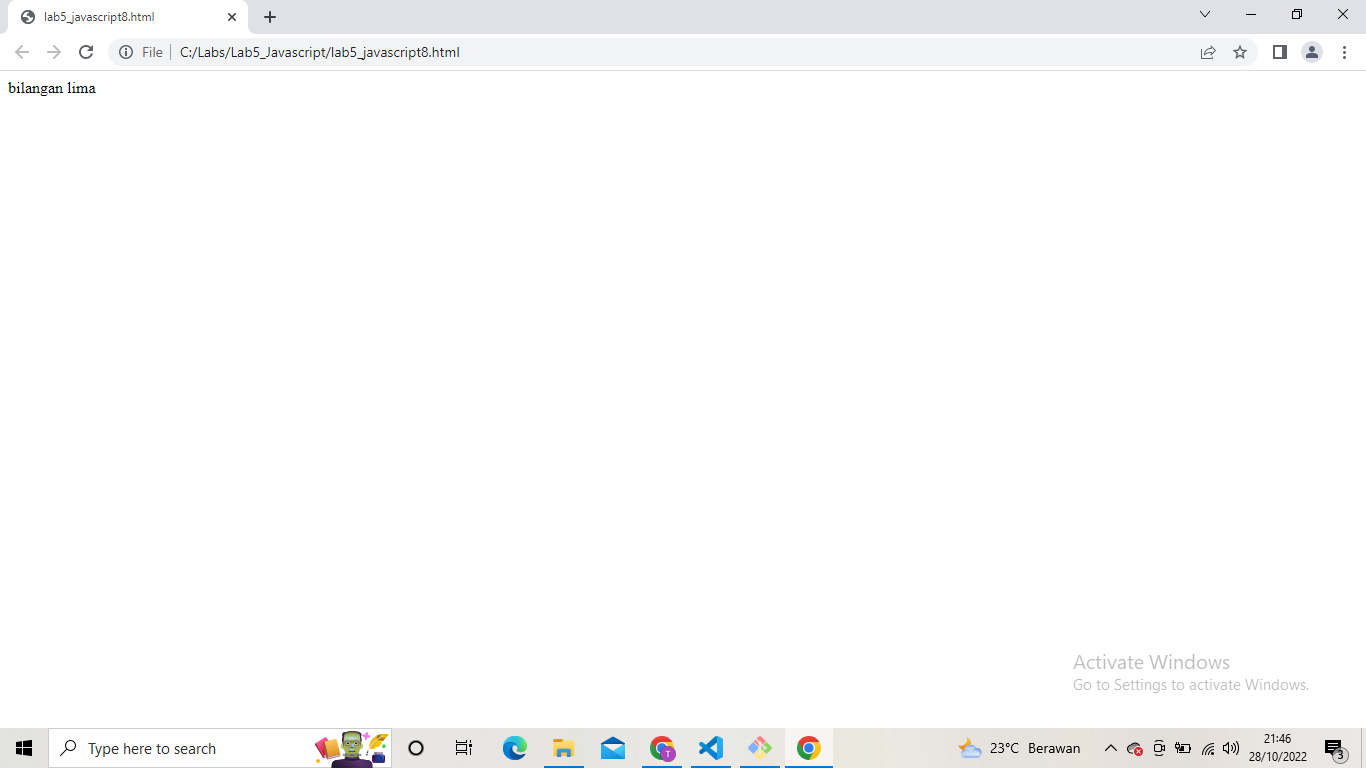 lab5_javascript8.html
File
C:/Labs/Lab5_Javascript/lab5_javascript8.html
bilangan lima
Activate Windows
Go to Settings to activate Windows.
Type here to search
T
23°C Berawan
21:46
28/10/2022
3